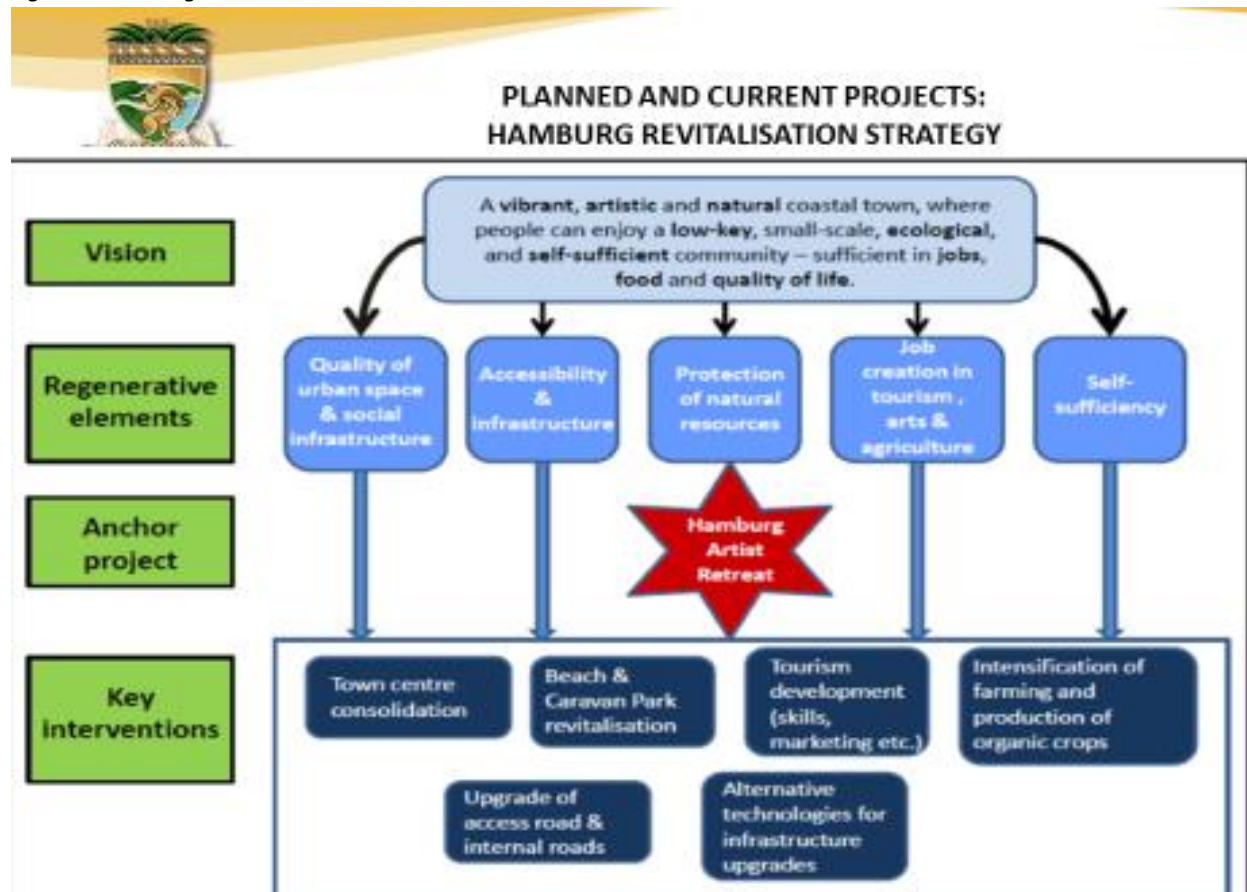 PLANNED AND CURRENT PROJECTS:
HAMBURG REVITALISATION STRATEGY
Vision
A vibrant, artistic and natural coastal town, where
people can enjoy a low-key, small-scale, ecological,
and self-sufficient community – sufficient in jobs,
food and quality of life.
Regenerative
elements
Quality of
urban space
& social
infrastructure
Accessibility
&
infrastructure
Protection
of natural
resources
Job
creation in
tourism ,
arts &
agriculture
Self-
sufficiency
Anchor
project
Hamburg
Artist
Retreat
Key
interventions
Town centre
consolidation
Beach &
Caravan Park
revitalisation
Tourism
development
(skills,
marketing etc.)
Intensification of
farming and
production of
organic crops
Upgrade of
access road &
internal roads
Alternative
technologies for
infrastructure
upgrades